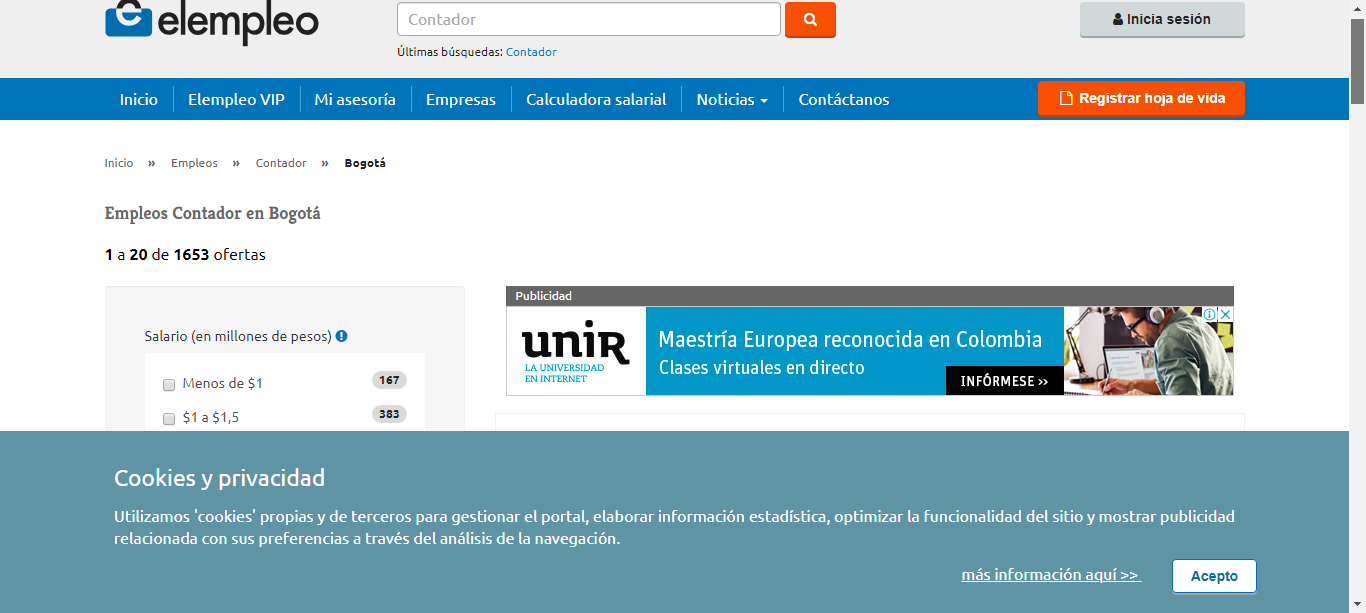 elempleo
Contador
Inicia sesión
Últimas búsquedas: Contador
Inicio Elempleo VIP Mi asesoría Empresas Calculadora salarial Noticias Contáctanos Registrar hoja de vida
Inicio » Empleos » Contador » Bogotá
Empleos Contador en Bogotá
1 a 20 de 1653 ofertas
Publicidad
Salario (en millones de pesos)
Menos de $1 167
$1 a $1,5 383
unir
LA UNIVERSIDAD
EN INTERNET
Maestría Europea reconocida en Colombia
Clases virtuales en directo
INFÓRMESE >>
Cookies y privacidad
Utilizamos 'cookies' propias y de terceros para gestionar el portal, elaborar información estadística, optimizar la funcionalidad del sitio y mostrar publicidad
relacionada con sus preferencias a través del análisis de la navegación.
más información aquí >>
Acepto